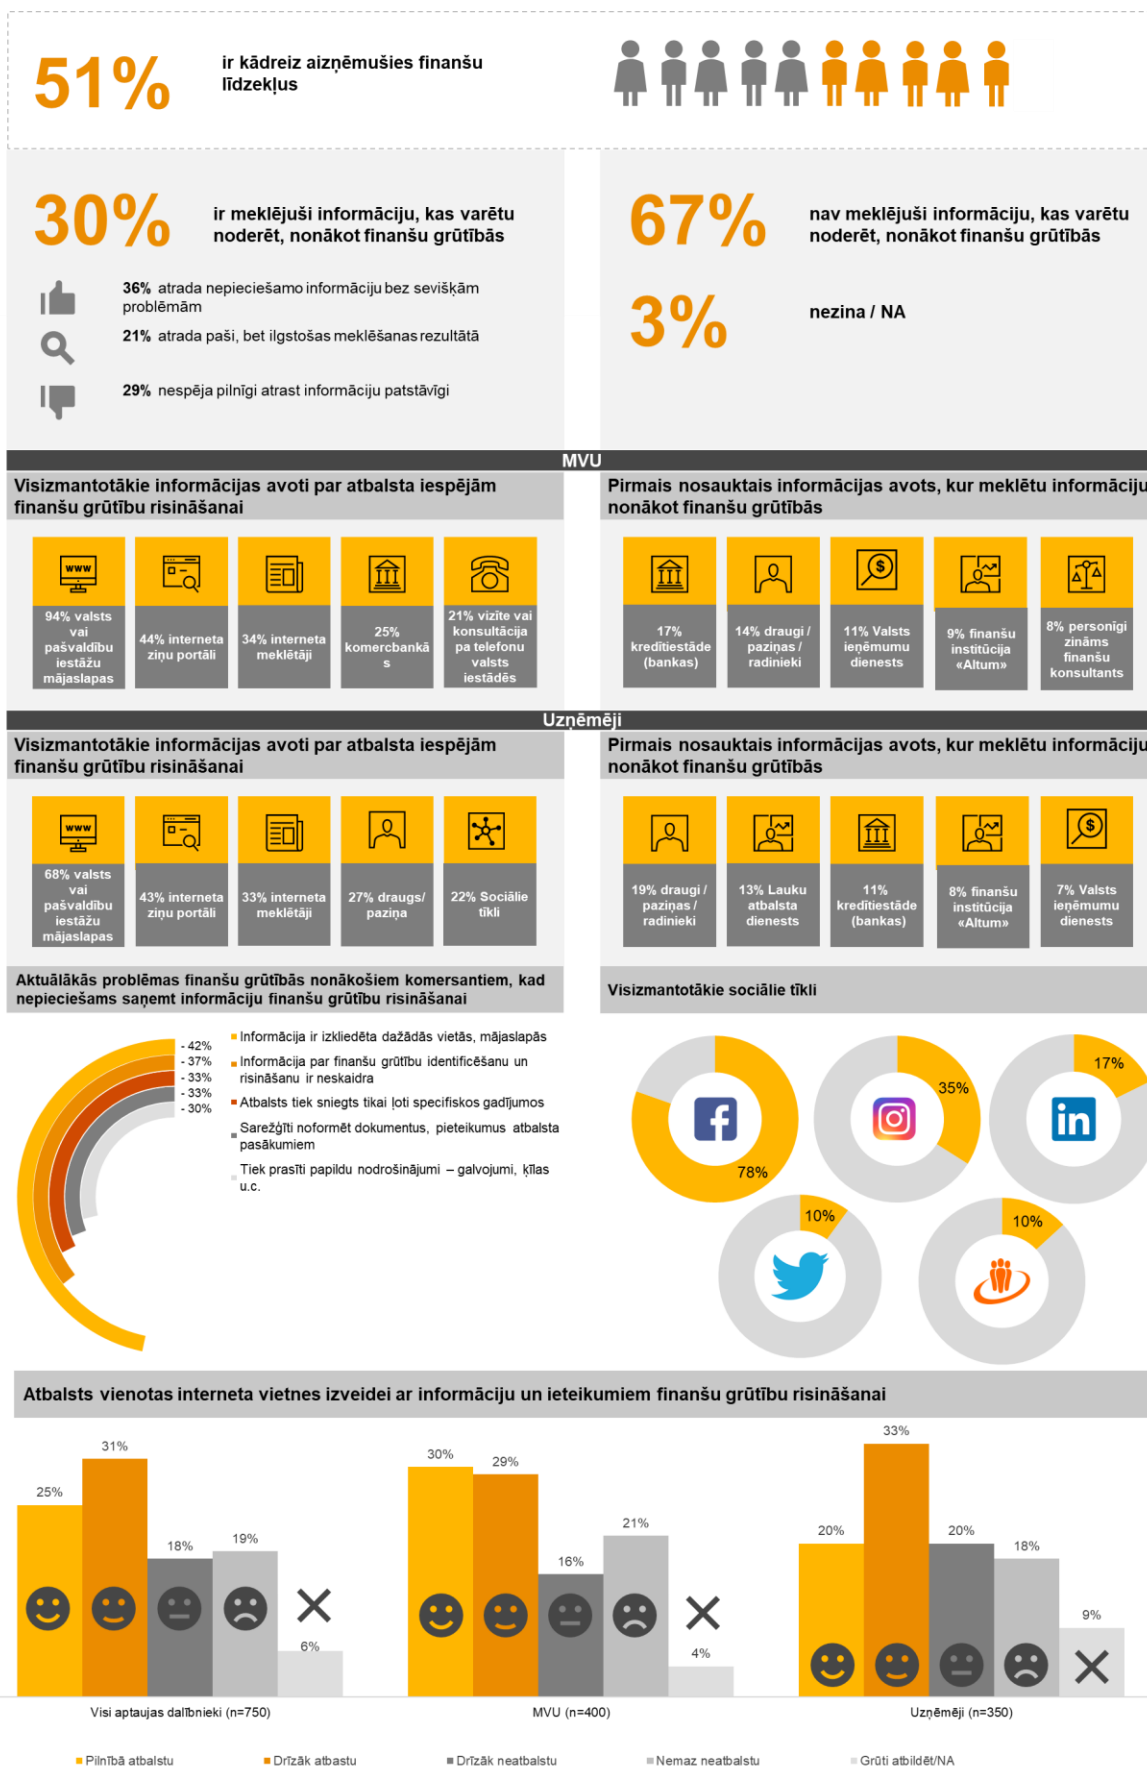 51%
ir kādreiz aizņēmušies finanšu
līdzekļus
30%
ir meklējuši informāciju, kas varētu
noderēt, nonākot finanšu grūtībās
36% atrada nepieciešamo informāciju bez sevišķām
problēmām
21% atrada paši, bet ilgstošas meklēšanas rezultātā
29% nespēja pilnīgi atrast informāciju patstāvīgi
67%
nav meklējuši informāciju, kas varētu
noderēt, nonākot finanšu grūtībās
3%
nezina / NA
MVU
Visizmantotākie informācijas avoti par atbalsta iespējām
finanšu grūtību risināšanai
www
94% valsts
vai
pašvaldību
iestāžu
mājaslapas
44% interneta
ziņu portāli
34% interneta
meklētāji
25%
komercbankā
s
21% vizīte vai
konsultācija
pa telefonu
valsts
iestādēs
Pirmais nosauktais informācijas avots, kur meklētu informāciju
nonākot finanšu grūtībās
$
17%
kredītiestāde
(bankas)
14% draugi /
paziņas /
radinieki
11% Valsts
ieņēmumu
dienests
9% finanšu
institūcija
«Altum»
8% personīgi
zināms
finanšu
konsultants
Uzņēmēji
Visizmantotākie informācijas avoti par atbalsta iespējām
finanšu grūtību risināšanai
www
68% valsts
vai
pašvaldību
iestāžu
mājaslapas
43% interneta
ziņu portāli
33% interneta
meklētāji
27% draugs/
paziņa
22% Sociālie
tīkli
Pirmais nosauktais informācijas avots, kur meklētu informāciju
nonākot finanšu grūtībās
$
19% draugi /
paziņas /
radinieki
13% Lauku
atbalsta
dienests
11%
kredītiestāde
(bankas)
8% finanšu
institūcija
«Altum»
7% Valsts
ieņēmumu
dienests
Aktuālākās problēmas finanšu grūtībās nonākošiem komersantiem, kad
nepieciešams saņemt informāciju finanšu grūtību risināšanai
- 42%
- 37%
- 33%
- 33%
- 30%
Informācija ir izkliedēta dažādās vietās, mājaslapās
Informācija par finanšu grūtību identificēšanu un
risināšanu ir neskaidra
Atbalsts tiek sniegts tikai ļoti specifiskos gadījumos
Sarežģīti noformēt dokumentus, pieteikumus atbalsta
pasākumiem
Tiek prasīti papildu nodrošinājumi – galvojumi, ķīlas
u.c.
Visizmantotākie sociālie tīkli
78%
35%
in
17%
10%
10%
Atbalsts vienotas interneta vietnes izveidei ar informāciju un ieteikumiem finanšu grūtību risināšanai
25%
31%
18%
19%
6%
30%
29%
16%
21%
4%
20%
33%
20%
18%
9%
Visi aptaujas dalībnieki (n=750)
MVU (n=400)
Uzņēmēji (n=350)
Pilnībā atbalstu
Drīzāk atbastu
Drīzāk neatbalstu
Nemaz neatbalstu
Grūti atbildēt/NA